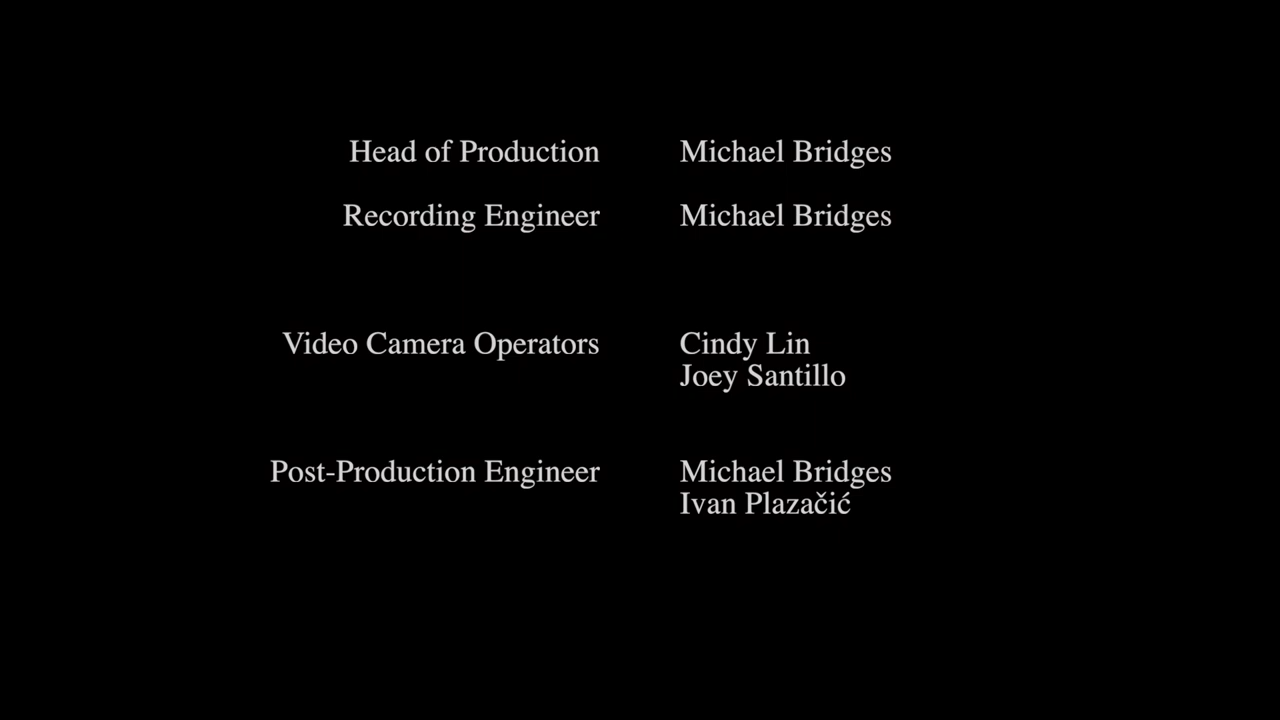 Head of Production Michael Bridges
Recording Engineer Michael Bridges
Video Camera Operators Cindy Lin
Joey Santillo
Post-Production Engineer Michael Bridges
Ivan Plazačić